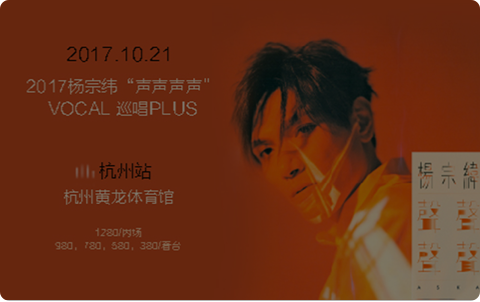 2017.10.21
2017杨宗纬“声声声声”
VOCAL 巡唱PLUS
杭州站
杭州黄龙体育馆
1280/内场
980, 780, 580, 380/看台
杨宗緯
聲聲
聲聲
ASKA